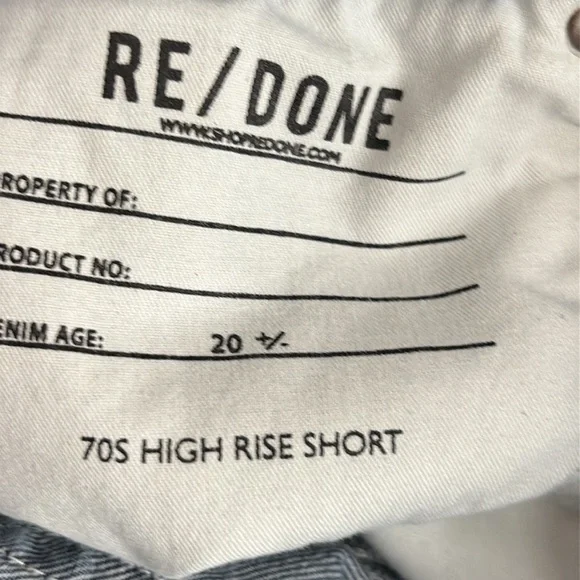 RE/DONE
WWW.SHOPREDONE.COM
ROPERTY OF:
RODUCT NO:
ENIM AGE: 20 +/-
70S HIGH RISE SHORT